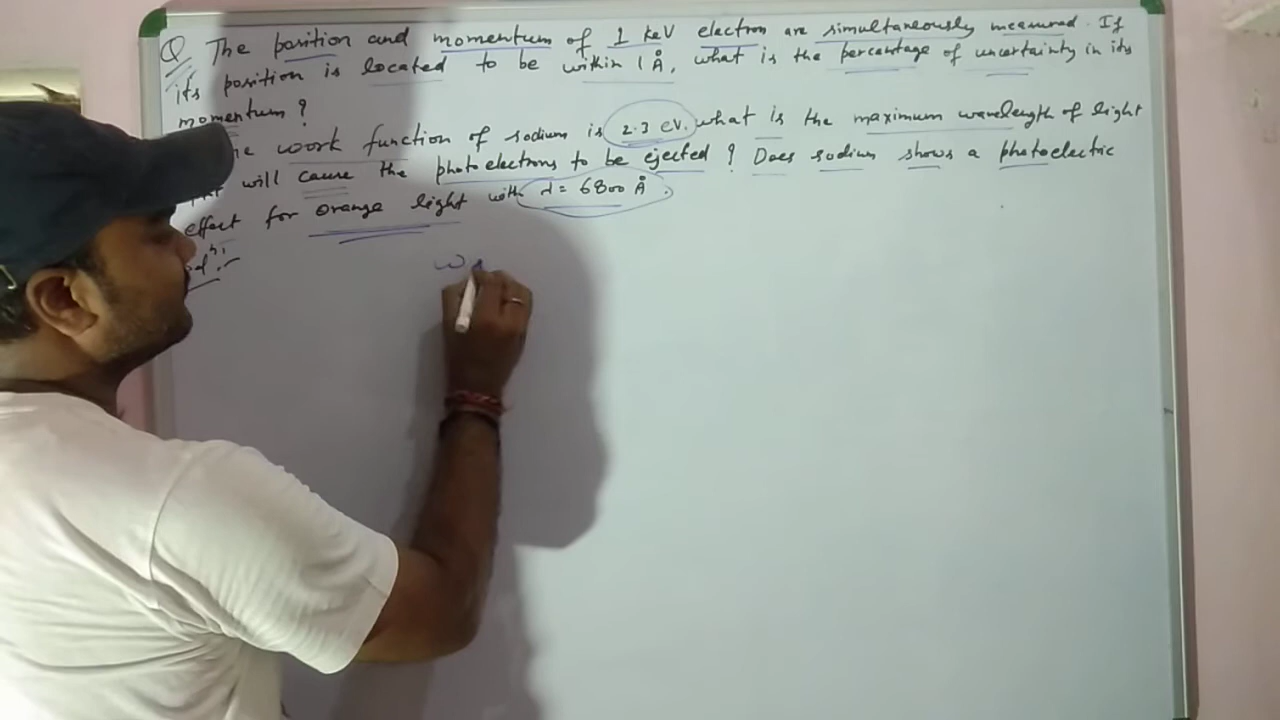 Q. The position and momentum of 1 keV electron are simultaneously measured. If
its position is located to be within 1 Å, what is the percentage of uncertainty in its
momentum ?
work function of sodium is 2.3 eV. what is the maximum wavelength of light
will cause the photoelectrons to be ejected ? Does sodium shows a photoelectric
effect for orange light with λ = 6800 Å.